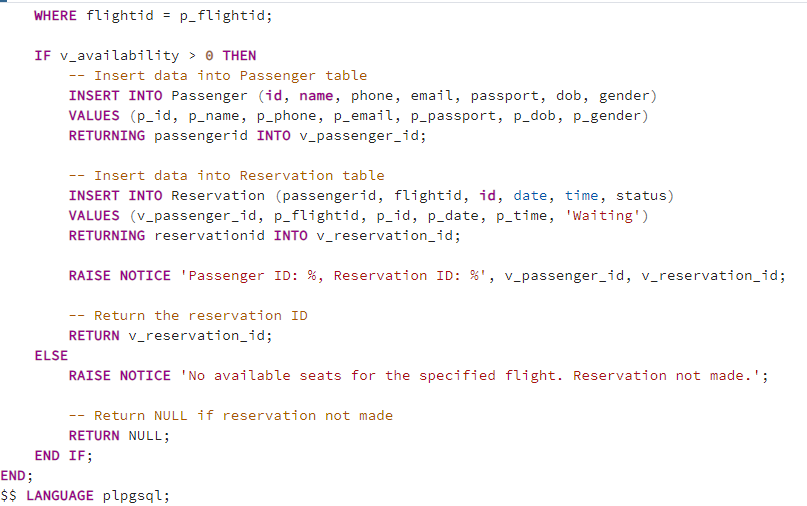 WHERE flightid = p_flightid;
IF v_availability > 0 THEN
-- Insert data into Passenger table
INSERT INTO Passenger (id, name, phone, email, passport, dob, gender)
VALUES (p_id, p_name, p_phone, p_email, p_passport, p_dob, p_gender)
RETURNING passengerid INTO v_passenger_id;
-- Insert data into Reservation table
INSERT INTO Reservation (passengerid, flightid, id, date, time, status)
VALUES (v_passenger_id, p_flightid, p_id, p_date, p_time, 'Waiting')
RETURNING reservationid INTO v_reservation_id;
RAISE NOTICE 'Passenger ID: %, Reservation ID: %', v_passenger_id, v_reservation_id;
-- Return the reservation ID
RETURN v_reservation_id;
ELSE
RAISE NOTICE 'No available seats for the specified flight. Reservation not made.';
-- Return NULL if reservation not made
RETURN NULL;
END IF;
END;
$$ LANGUAGE plpgsql;